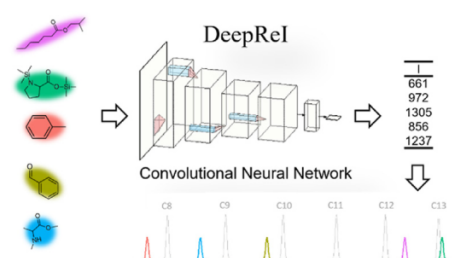 DeepReI
I
661
972
1305
856
1237
Convolutional Neural Network
C8 C9 C10 C11 C12 C13